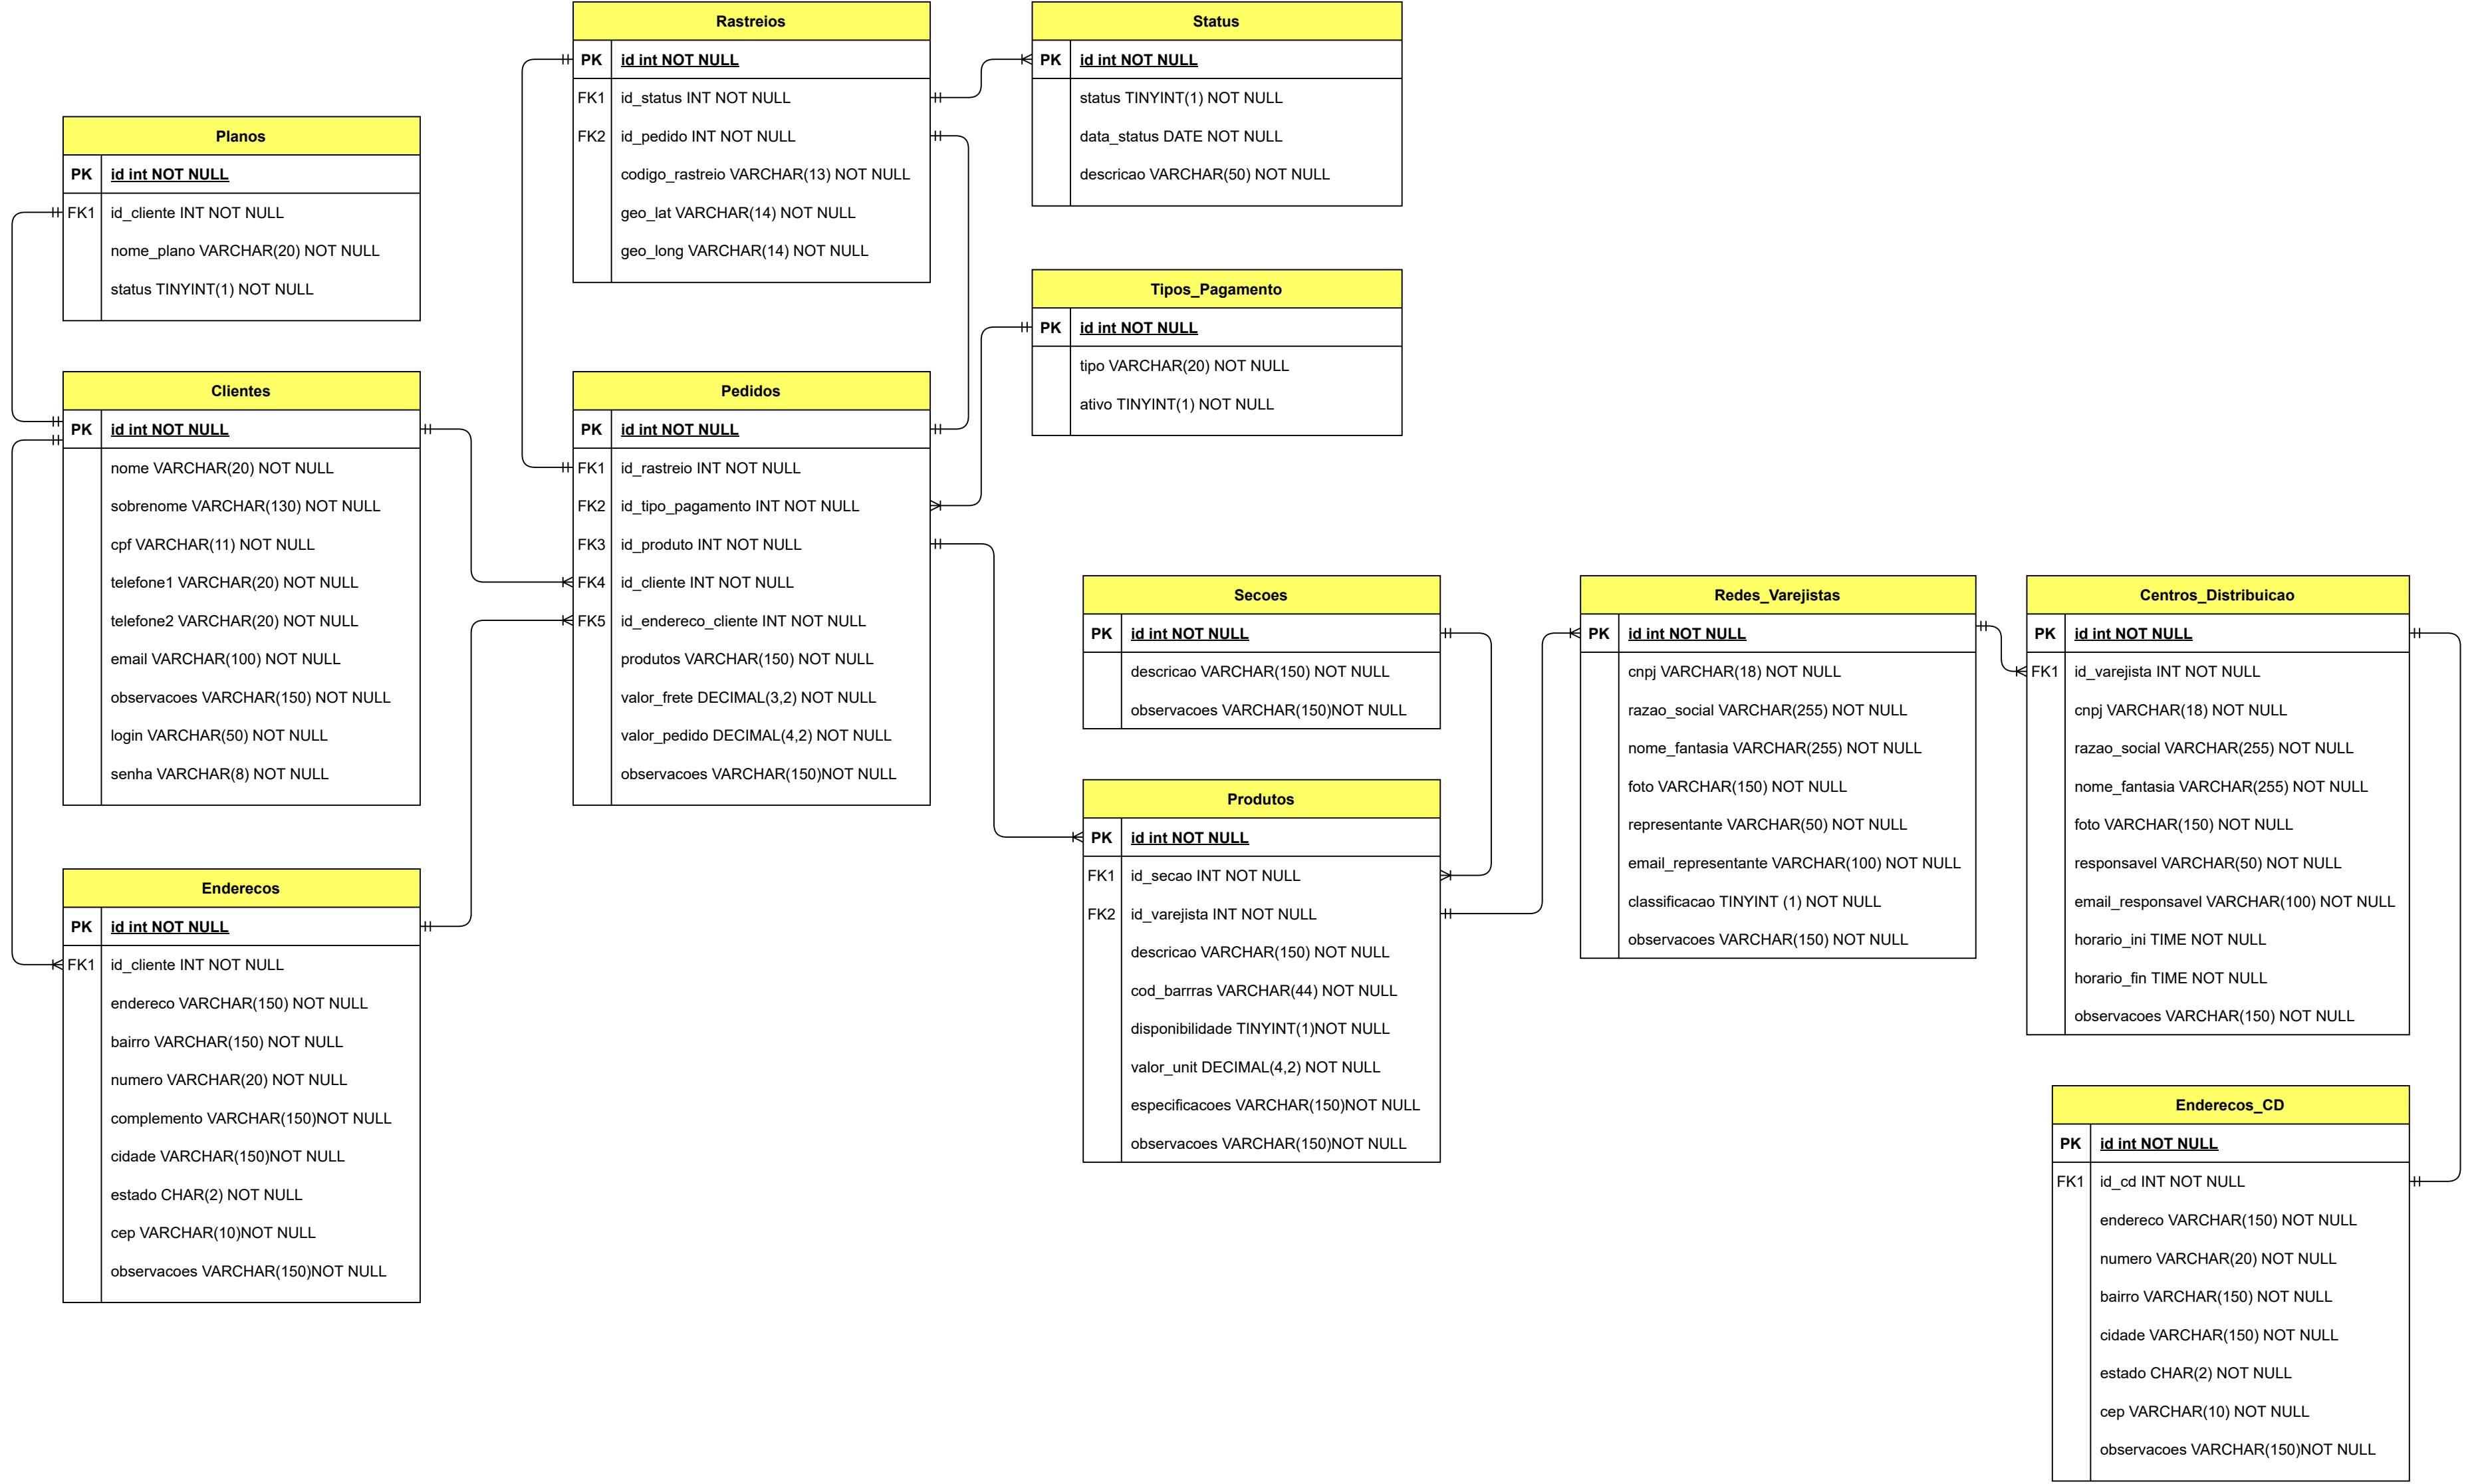 Rastreios
PK id int NOT NULL
FK1 id_status INT NOT NULL
FK2 id_pedido INT NOT NULL
codigo_rastreio VARCHAR(13) NOT NULL
geo_lat VARCHAR(14) NOT NULL
geo_long VARCHAR(14) NOT NULL
Status
PK id int NOT NULL
status TINYINT(1) NOT NULL
data_status DATE NOT NULL
descricao VARCHAR(50) NOT NULL
Planos
PK id int NOT NULL
FK1 id_cliente INT NOT NULL
nome_plano VARCHAR(20) NOT NULL
status TINYINT(1) NOT NULL
Tipos_Pagamento
PK id int NOT NULL
tipo VARCHAR(20) NOT NULL
ativo TINYINT(1) NOT NULL
Clientes
PK id int NOT NULL
nome VARCHAR(20) NOT NULL
sobrenome VARCHAR(130) NOT NULL
cpf VARCHAR(11) NOT NULL
telefone1 VARCHAR(20) NOT NULL
telefone2 VARCHAR(20) NOT NULL
email VARCHAR(100) NOT NULL
observacoes VARCHAR(150) NOT NULL
login VARCHAR(50) NOT NULL
senha VARCHAR(8) NOT NULL
Pedidos
PK id int NOT NULL
FK1 id_rastreio INT NOT NULL
FK2 id_tipo_pagamento INT NOT NULL
FK3 id_produto INT NOT NULL
FK4 id_cliente INT NOT NULL
FK5 id_endereco_cliente INT NOT NULL
produtos VARCHAR(150) NOT NULL
valor_frete DECIMAL(3,2) NOT NULL
valor_pedido DECIMAL(4,2) NOT NULL
observacoes VARCHAR(150)NOT NULL
Secoes
PK id int NOT NULL
descricao VARCHAR(150) NOT NULL
observacoes VARCHAR(150)NOT NULL
Redes_Varejistas
PK id int NOT NULL
cnpj VARCHAR(18) NOT NULL
razao_social VARCHAR(255) NOT NULL
nome_fantasia VARCHAR(255) NOT NULL
foto VARCHAR(150) NOT NULL
representante VARCHAR(50) NOT NULL
email_representante VARCHAR(100) NOT NULL
classificacao TINYINT (1) NOT NULL
observacoes VARCHAR(150) NOT NULL
Centros_Distribuicao
PK id int NOT NULL
FK1 id_varejista INT NOT NULL
cnpj VARCHAR(18) NOT NULL
razao_social VARCHAR(255) NOT NULL
nome_fantasia VARCHAR(255) NOT NULL
foto VARCHAR(150) NOT NULL
responsavel VARCHAR(50) NOT NULL
email_responsavel VARCHAR(100) NOT NULL
horario_ini TIME NOT NULL
horario_fin TIME NOT NULL
observacoes VARCHAR(150) NOT NULL
Produtos
PK id int NOT NULL
FK1 id_secao INT NOT NULL
FK2 id_varejista INT NOT NULL
descricao VARCHAR(150) NOT NULL
cod_barrras VARCHAR(44) NOT NULL
disponibilidade TINYINT(1)NOT NULL
valor_unit DECIMAL(4,2) NOT NULL
especificacoes VARCHAR(150)NOT NULL
observacoes VARCHAR(150)NOT NULL
Enderecos
PK id int NOT NULL
FK1 id_cliente INT NOT NULL
endereco VARCHAR(150) NOT NULL
bairro VARCHAR(150) NOT NULL
numero VARCHAR(20) NOT NULL
complemento VARCHAR(150)NOT NULL
cidade VARCHAR(150)NOT NULL
estado CHAR(2) NOT NULL
cep VARCHAR(10)NOT NULL
observacoes VARCHAR(150)NOT NULL
Enderecos_CD
PK id int NOT NULL
FK1 id_cd INT NOT NULL
endereco VARCHAR(150) NOT NULL
numero VARCHAR(20) NOT NULL
bairro VARCHAR(150) NOT NULL
cidade VARCHAR(150) NOT NULL
estado CHAR(2) NOT NULL
cep VARCHAR(10) NOT NULL
observacoes VARCHAR(150)NOT NULL